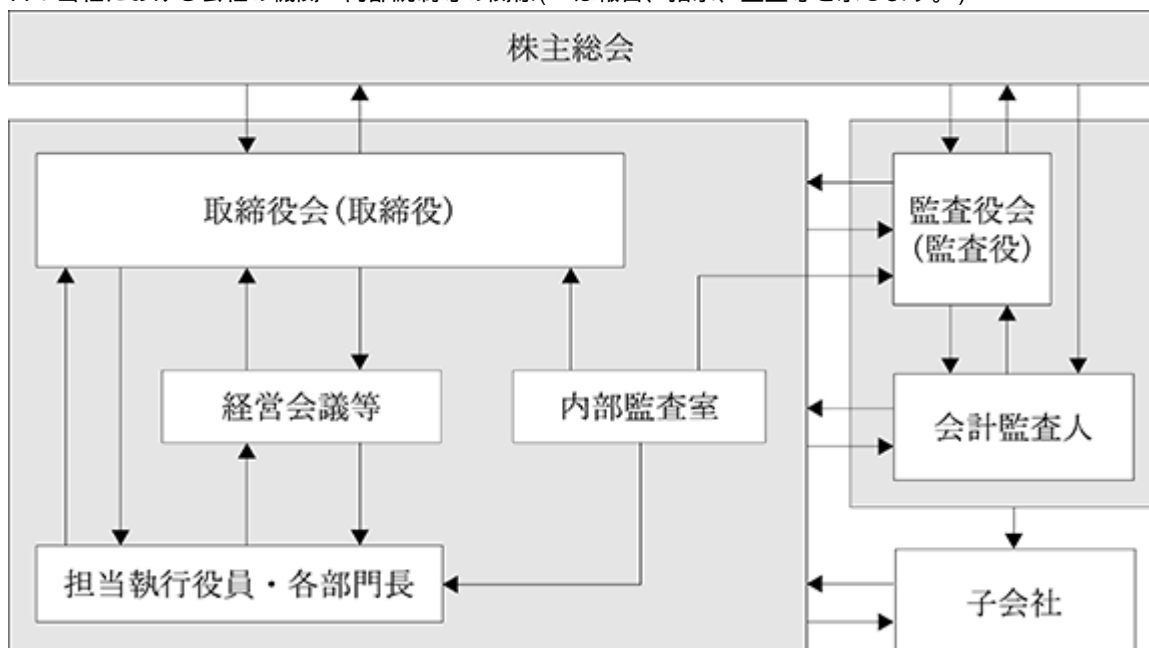 株主総会
取締役会(取締役)
監査役会
(監査役)
経営会議等
内部監査室
会計監査人
担当執行役員・各部門長
子会社